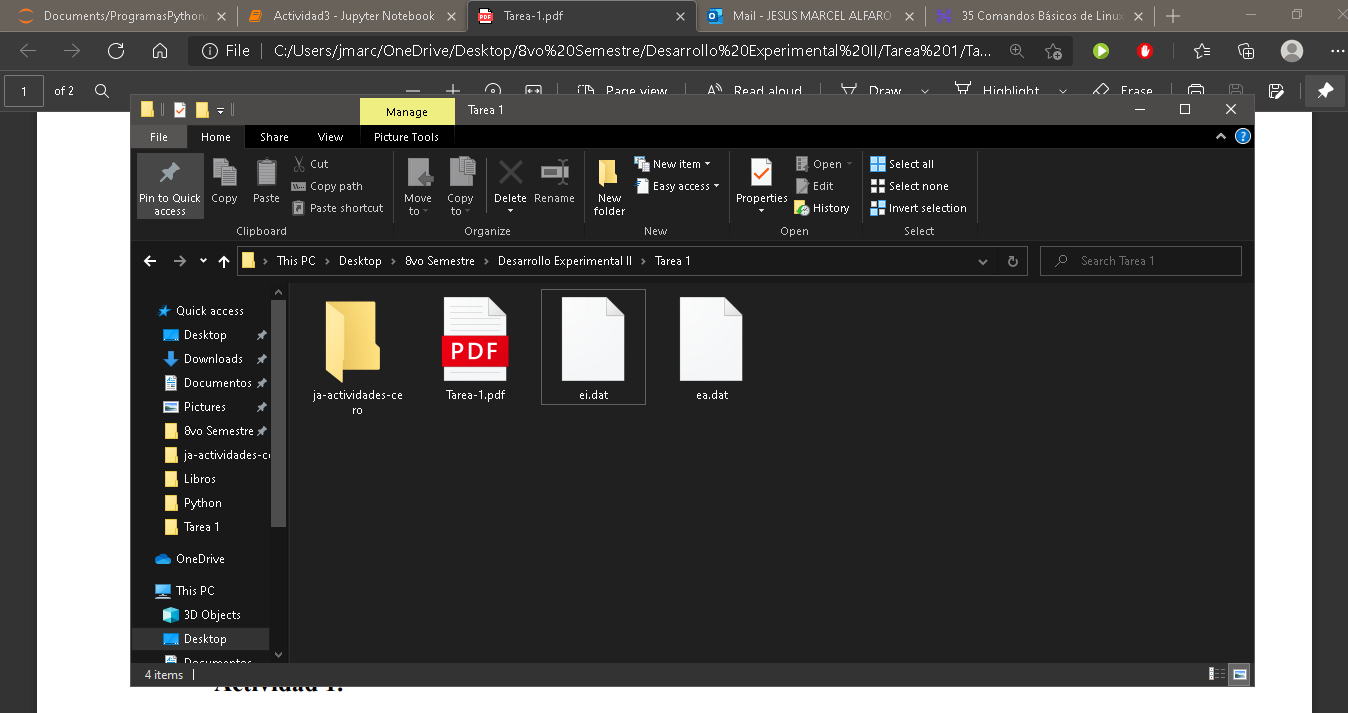 Documents/ProgramasPython/
Actividad3 - Jupyter Notebook
PDF
Tarea-1.pdf
Mail - JESUS MARCEL ALFARO
35 Comandos Básicos de Linux
File
C:/Users/jmarc/OneDrive/Desktop/8vo%20Semestre/Desarrollo%20Experimental%20II/Tarea%201/Ta...
1
of 2
Page view
Read aloud
Draw
Highlight
Erase
Manage
Tarea 1
File
Home
Share
View
Picture Tools
Pin to Quick
access
Copy
Paste
Cut
Copy path
Paste shortcut
Clipboard
Move
to
Copy
to
Delete
Rename
Organize
New
folder
New item
Easy access
New
Properties
Open
Edit
History
Open
Select all
Select none
Invert selection
Select
This PC
Desktop
8vo Semestre
Desarrollo Experimental II
Tarea 1
Search Tarea 1
Quick access
Desktop
Downloads
Documentos
Pictures
8vo Semestre
ja-actividades-ce
Libros
Python
Tarea 1
OneDrive
This PC
3D Objects
Desktop
Documentos
ja-actividades-ce
ro
PDF
Tarea-1.pdf
ei.dat
ea.dat
4 items
Actividad 1.